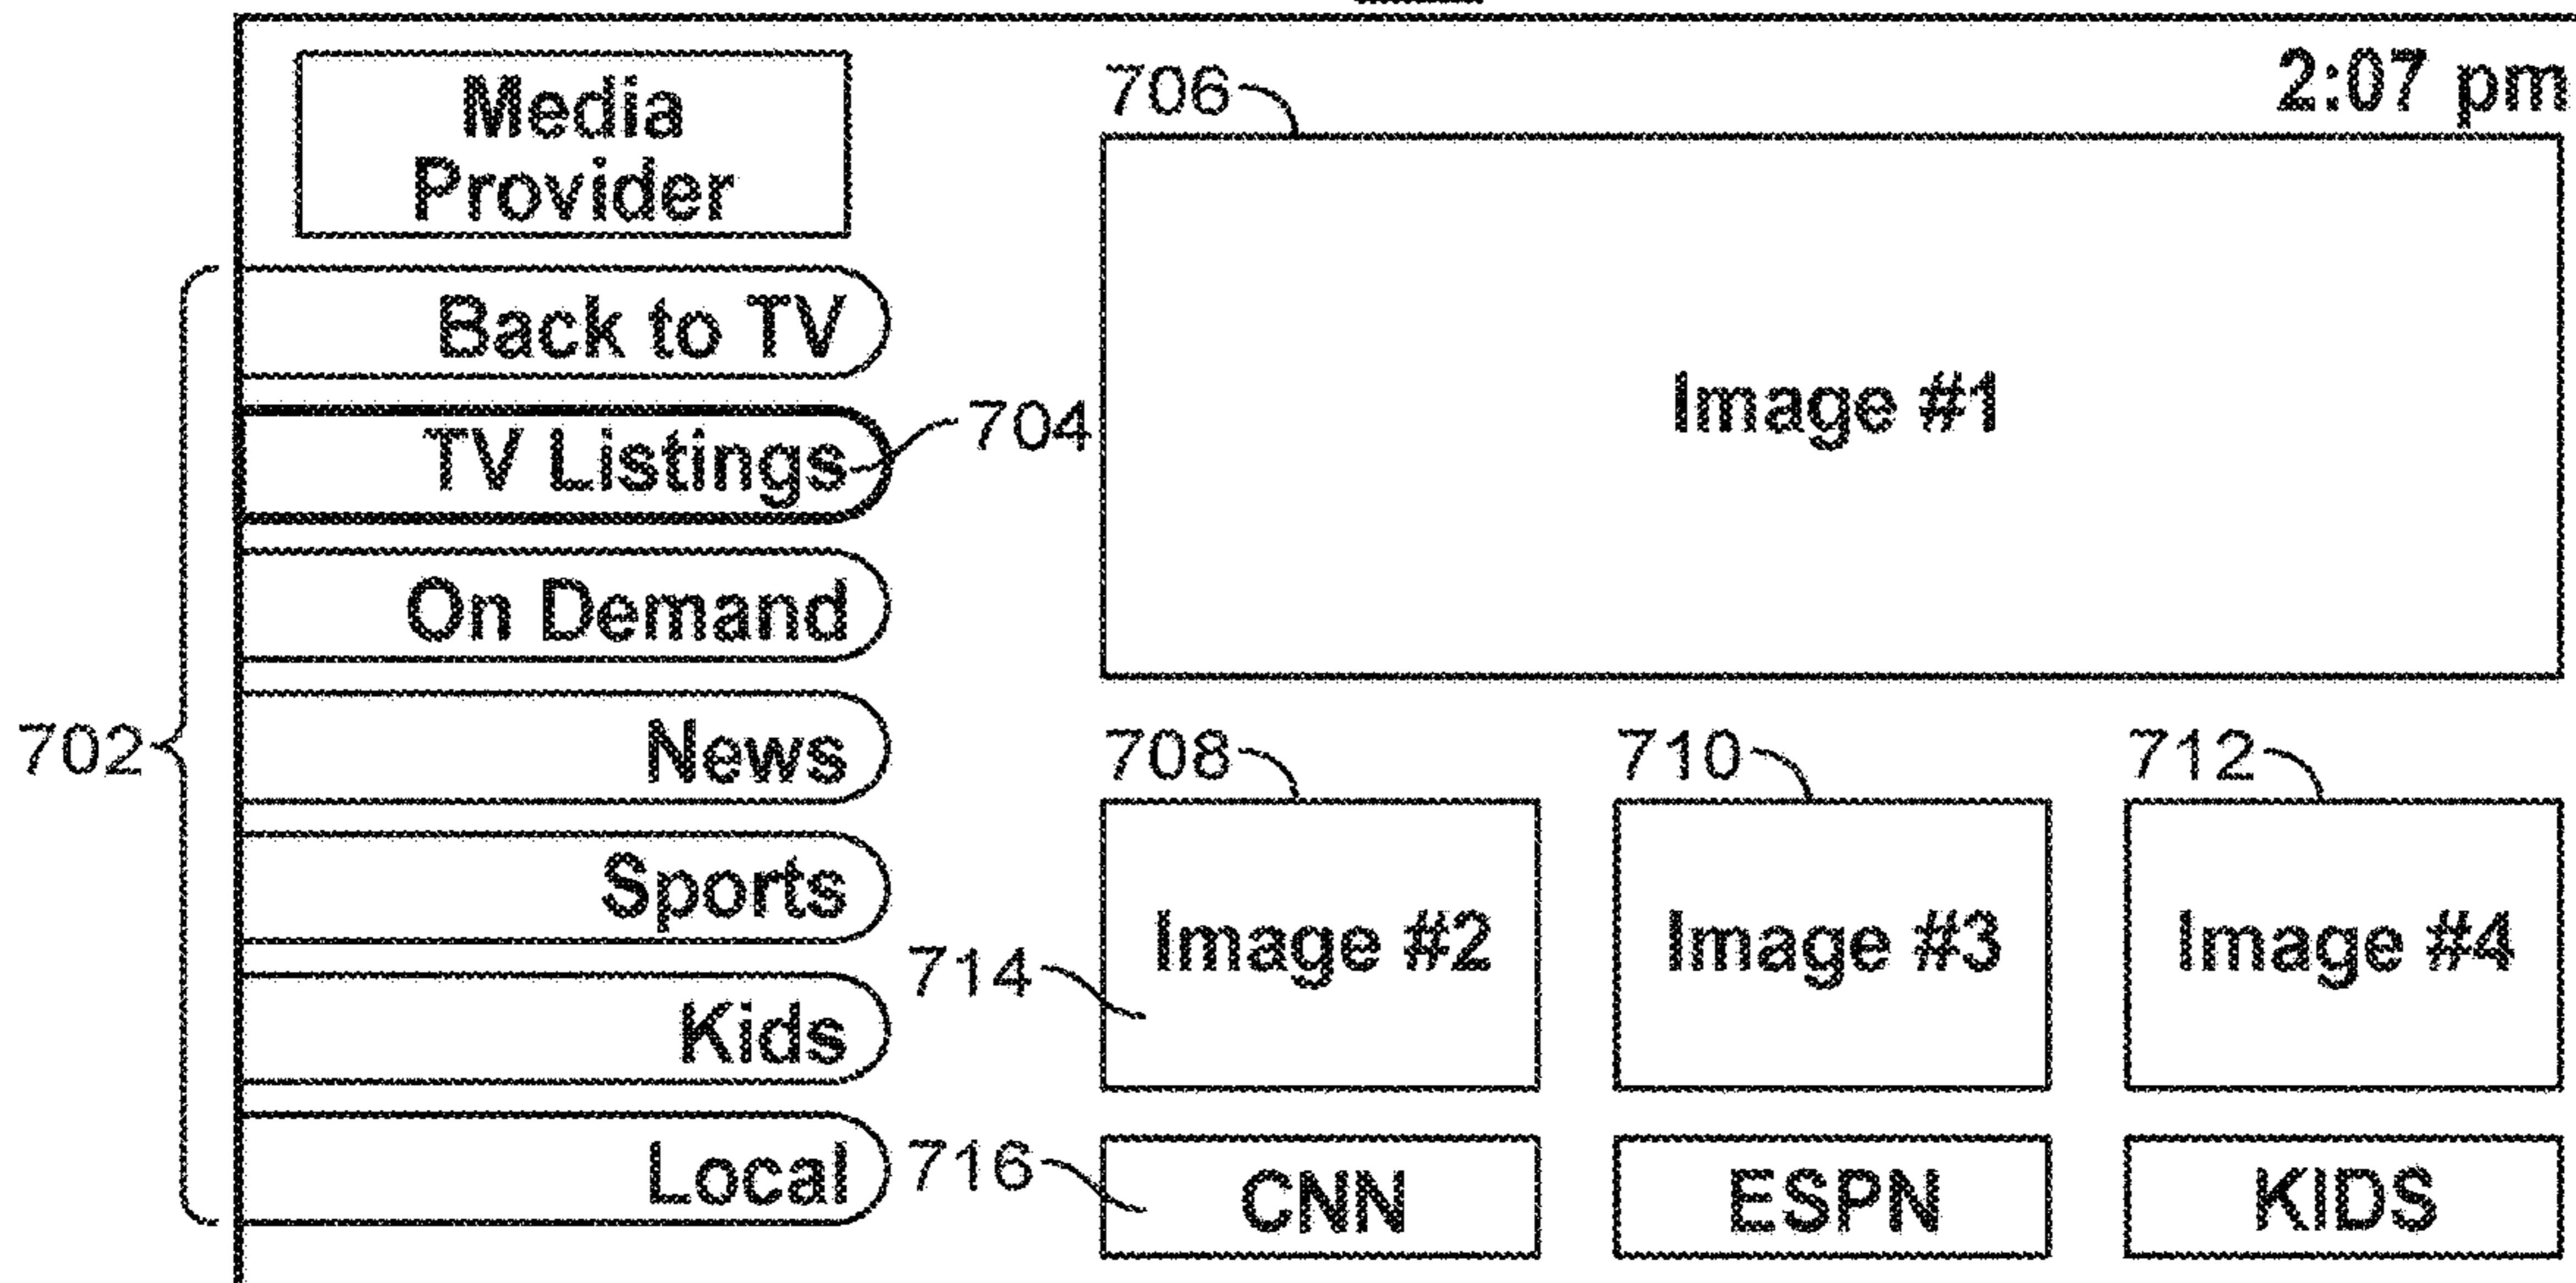 2:07 pm
Media
Provider
706
Back to TV
TV Listings
704
Image #1
On Demand
702
News
708
710
712
Sports
Image #2
Image #3
Image #4
714
Kids
Local
716
CNN
ESPN
KIDS